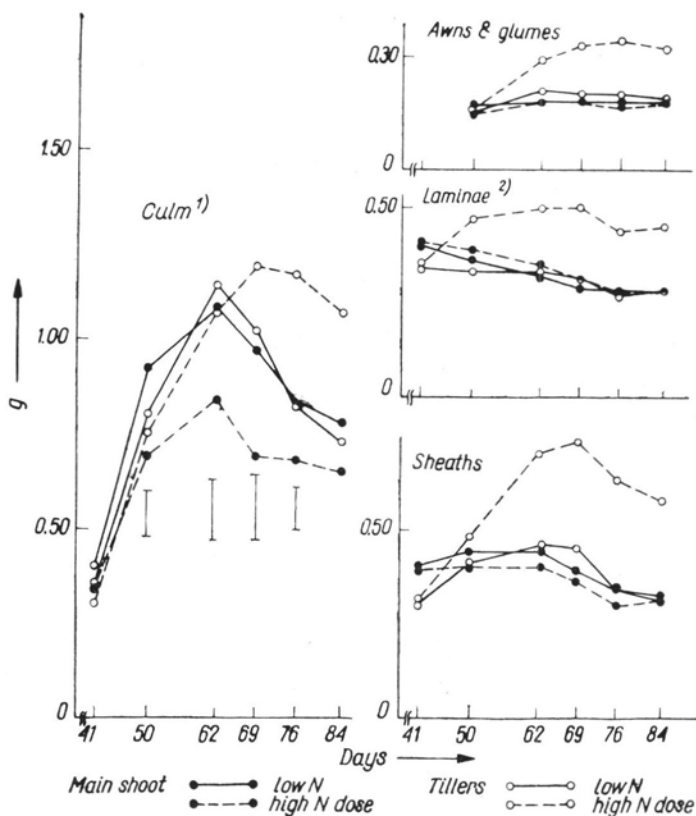 Awns & glumes
0.30
0
1.50
1.00
0.50
0
g
Culm 1)
Laminae 2)
0.50
0
Sheaths
0.50
0
41 50 62 69 76 84
41 50 62 69 76 84
Days
Main shoot low N
high N dose
Tillers low N
high N dose